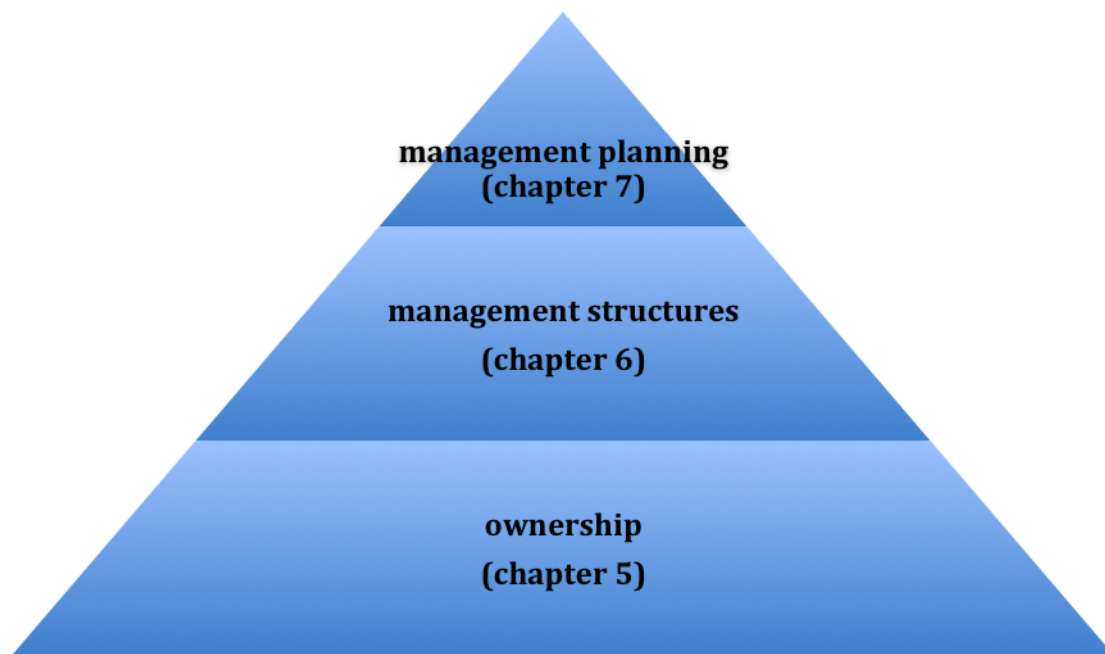 management planning
(chapter 7)
management structures
(chapter 6)
ownership
(chapter 5)